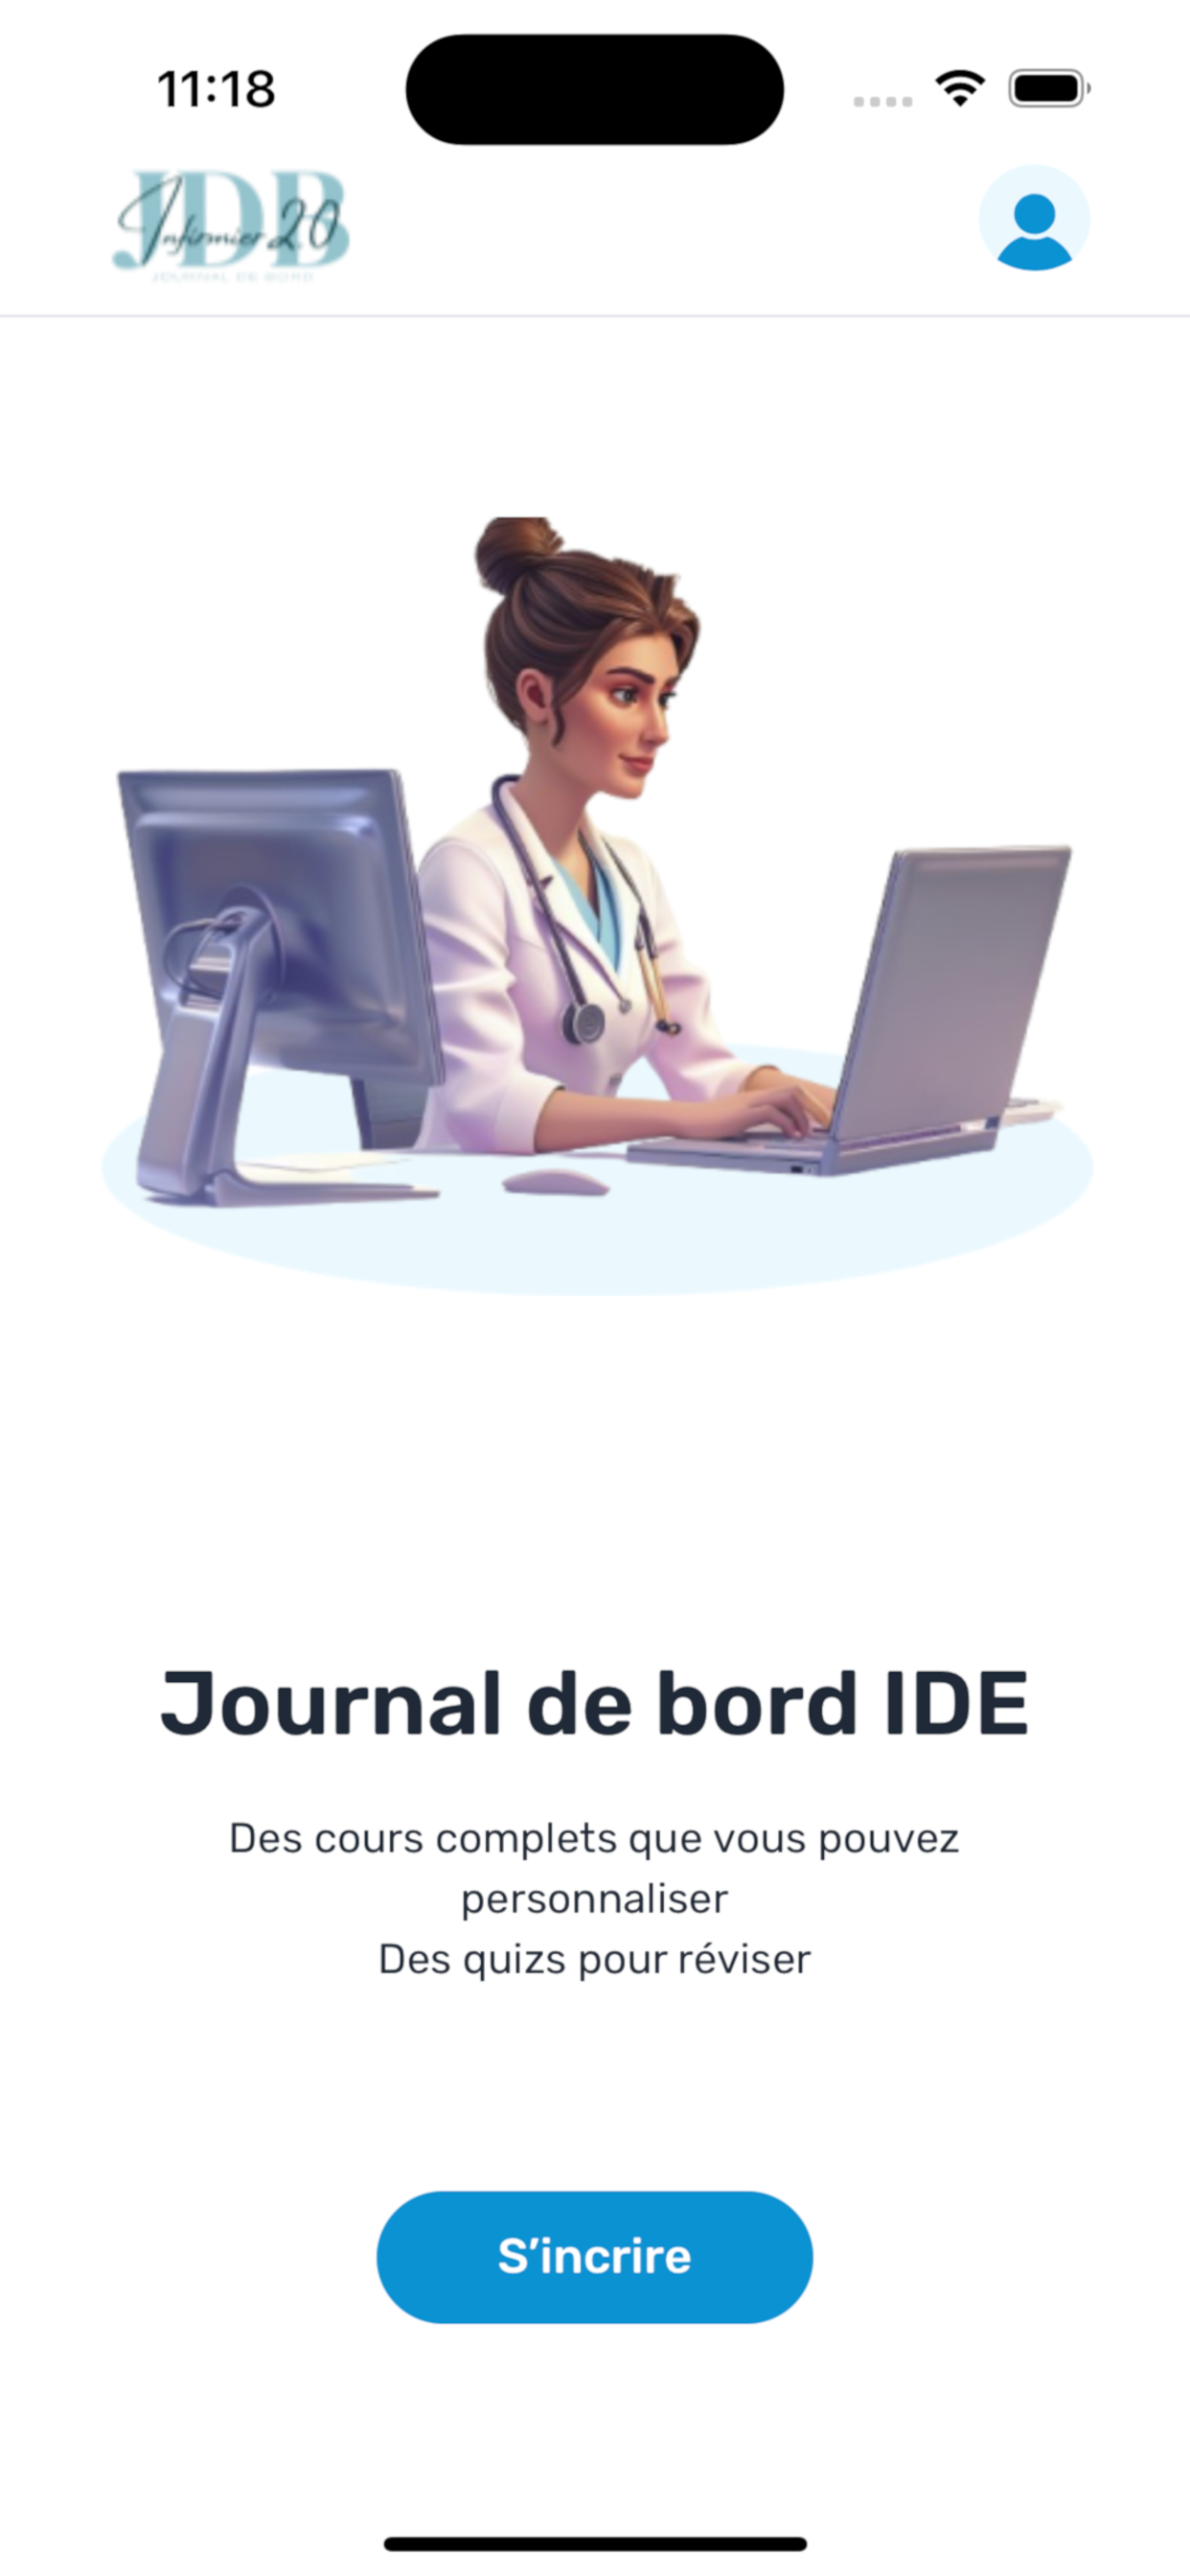 11:18
JDB
Infirmier 2.0
JOURNAL DE BORD
Journal de bord IDE
Des cours complets que vous pouvez
personnaliser
Des quizs pour réviser
S’incrire